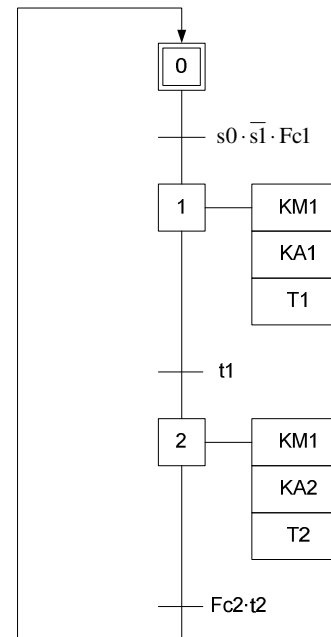 0
s0 · s̅1̅ · Fc1
1
KM1
KA1
T1
t1
2
KM1
KA2
T2
Fc2·t2